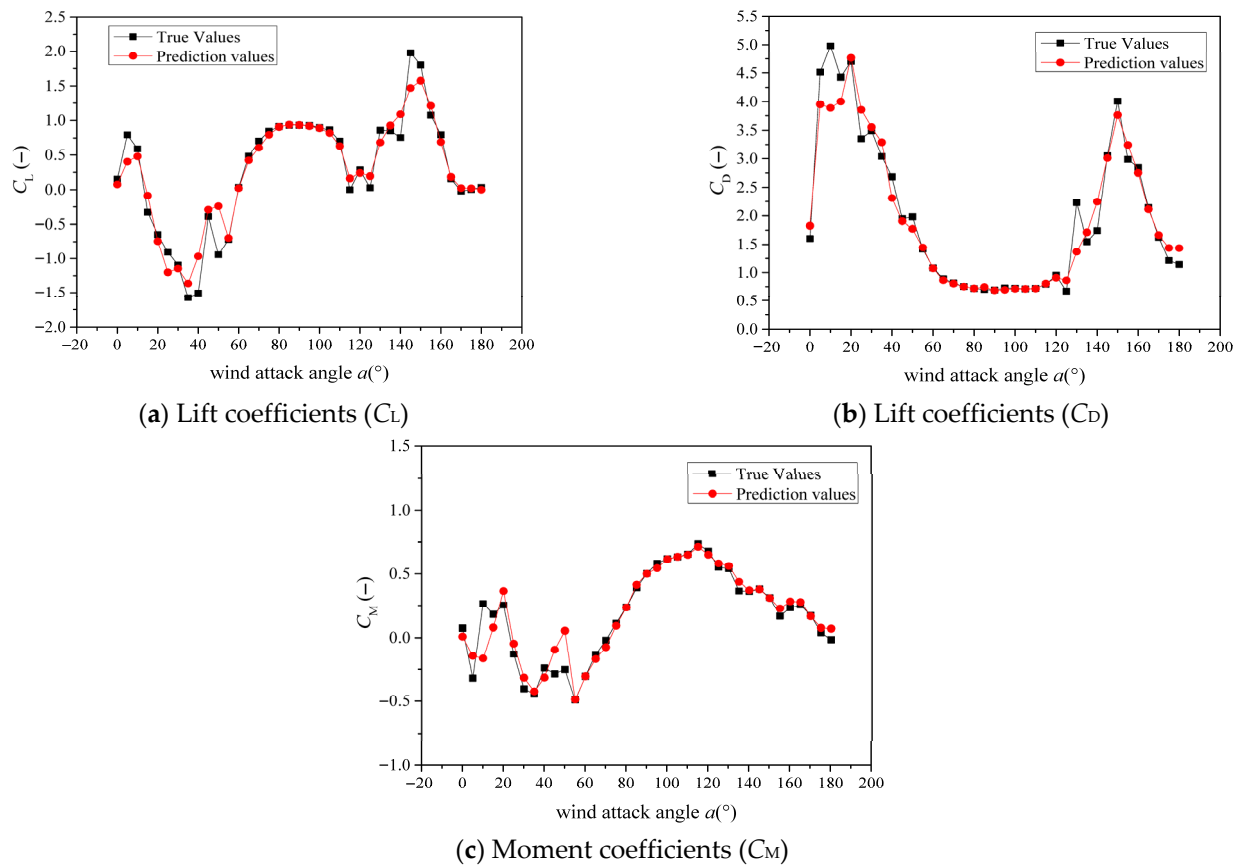 2.5
2.0
1.5
1.0
0.5
0.0
−0.5
−1.0
−1.5
−2.0
CL (−)
True Values
Prediction values
−20 0 20 40 60 80 100 120 140 160 180 200
wind attack angle a(°)
(a) Lift coefficients (CL)
5.5
5.0
4.5
4.0
3.5
3.0
2.5
2.0
1.5
1.0
0.5
0.0
CD (−)
True Values
Prediction values
−20 0 20 40 60 80 100 120 140 160 180 200
wind attack angle a(°)
(b) Lift coefficients (CD)
1.5
1.0
0.5
0.0
−0.5
−1.0
CM (−)
True Values
Prediction values
−20 0 20 40 60 80 100 120 140 160 180 200
wind attack angle a(°)
(c) Moment coefficients (CM)